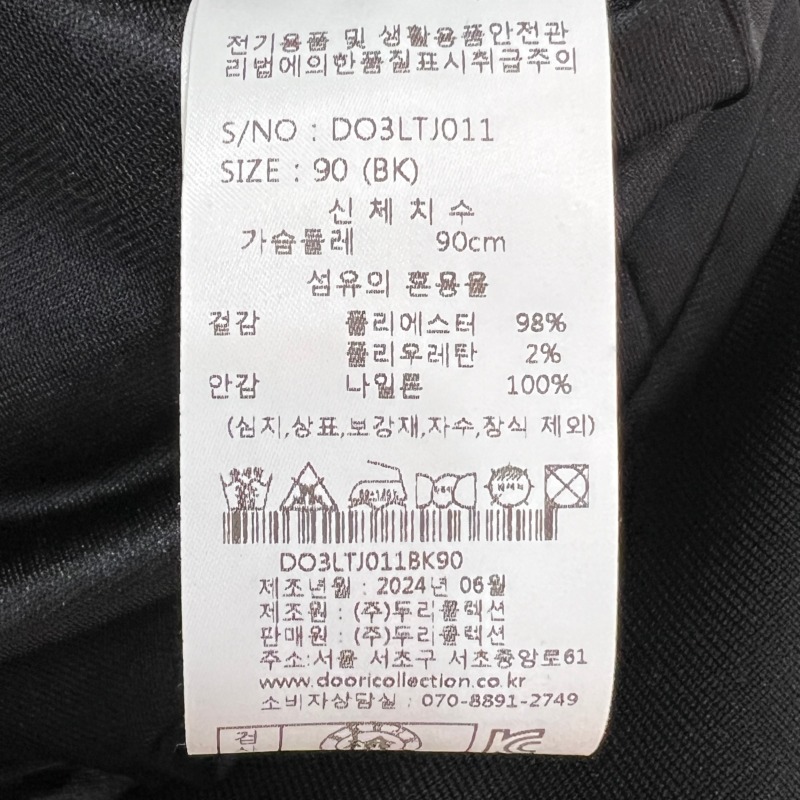 전기용품 및 생활용품안전관
리법에의한품질표시취급주의
S/NO : DO3LTJ011
SIZE : 90 (BK)
신 체 치 수
가슴둘레 90cm
섬유의 혼용율
겉감 폴리에스터 98%
폴리우레탄 2%
안감 나일론 100%
(심지,상표,보강재,자수,장식 제외)
DO3LTJ011BK90
제조년월 : 2024년 06월
제조원 : (주)두리콜렉션
판매원 : (주)두리콜렉션
주소:서울 서초구 서초중앙로61
www.dooricollection.co.kr
소비자상담실 : 070-8891-2749